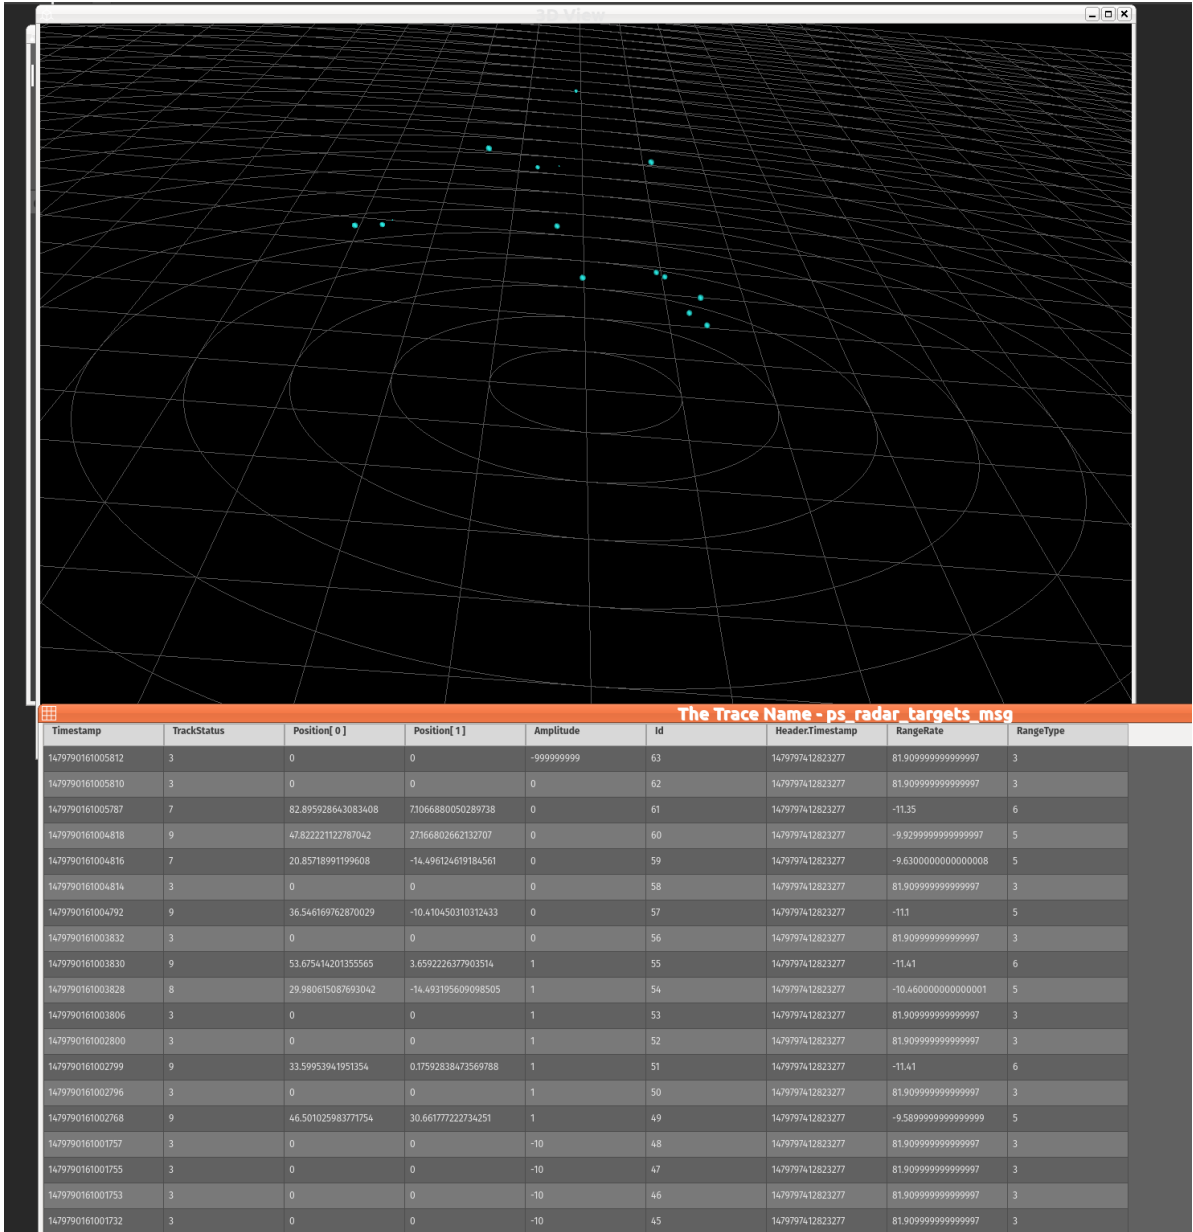 3D View
The Trace Name - ps_radar_targets_msg
Timestamp TrackStatus Position[ 0 ] Position[ 1 ] Amplitude Id Header.Timestamp RangeRate RangeType
1479790161005812 3 0 0 -999999999 63 1479797412823277 81.909999999999997 3
1479790161005810 3 0 0 0 62 1479797412823277 81.909999999999997 3
1479790161005787 7 82.895928643083408 7.1066880050289738 0 61 1479797412823277 -11.35 6
1479790161004818 9 47.822221122787042 27.166802662132707 0 60 1479797412823277 -9.9299999999999997 5
1479790161004816 7 20.85718991199608 -14.496124619184561 0 59 1479797412823277 -9.6300000000000008 5
1479790161004814 3 0 0 0 58 1479797412823277 81.909999999999997 3
1479790161004792 9 36.546169762870029 -10.410450310312433 0 57 1479797412823277 -11.1 5
1479790161003832 3 0 0 0 56 1479797412823277 81.909999999999997 3
1479790161003830 9 53.675414201355565 3.6592226377903514 1 55 1479797412823277 -11.41 6
1479790161003828 8 29.980615087693042 -14.493195609098505 1 54 1479797412823277 -10.460000000000001 5
1479790161003806 3 0 0 1 53 1479797412823277 81.909999999999997 3
1479790161002800 3 0 0 1 52 1479797412823277 81.909999999999997 3
1479790161002799 9 33.59953941951354 0.17592838473569788 1 51 1479797412823277 -11.41 6
1479790161002796 3 0 0 1 50 1479797412823277 81.909999999999997 3
1479790161002768 9 46.501025983771754 30.661777222734251 1 49 1479797412823277 -9.5899999999999999 5
1479790161001757 3 0 0 -10 48 1479797412823277 81.909999999999997 3
1479790161001755 3 0 0 -10 47 1479797412823277 81.909999999999997 3
1479790161001753 3 0 0 -10 46 1479797412823277 81.909999999999997 3
1479790161001732 3 0 0 -10 45 1479797412823277 81.909999999999997 3